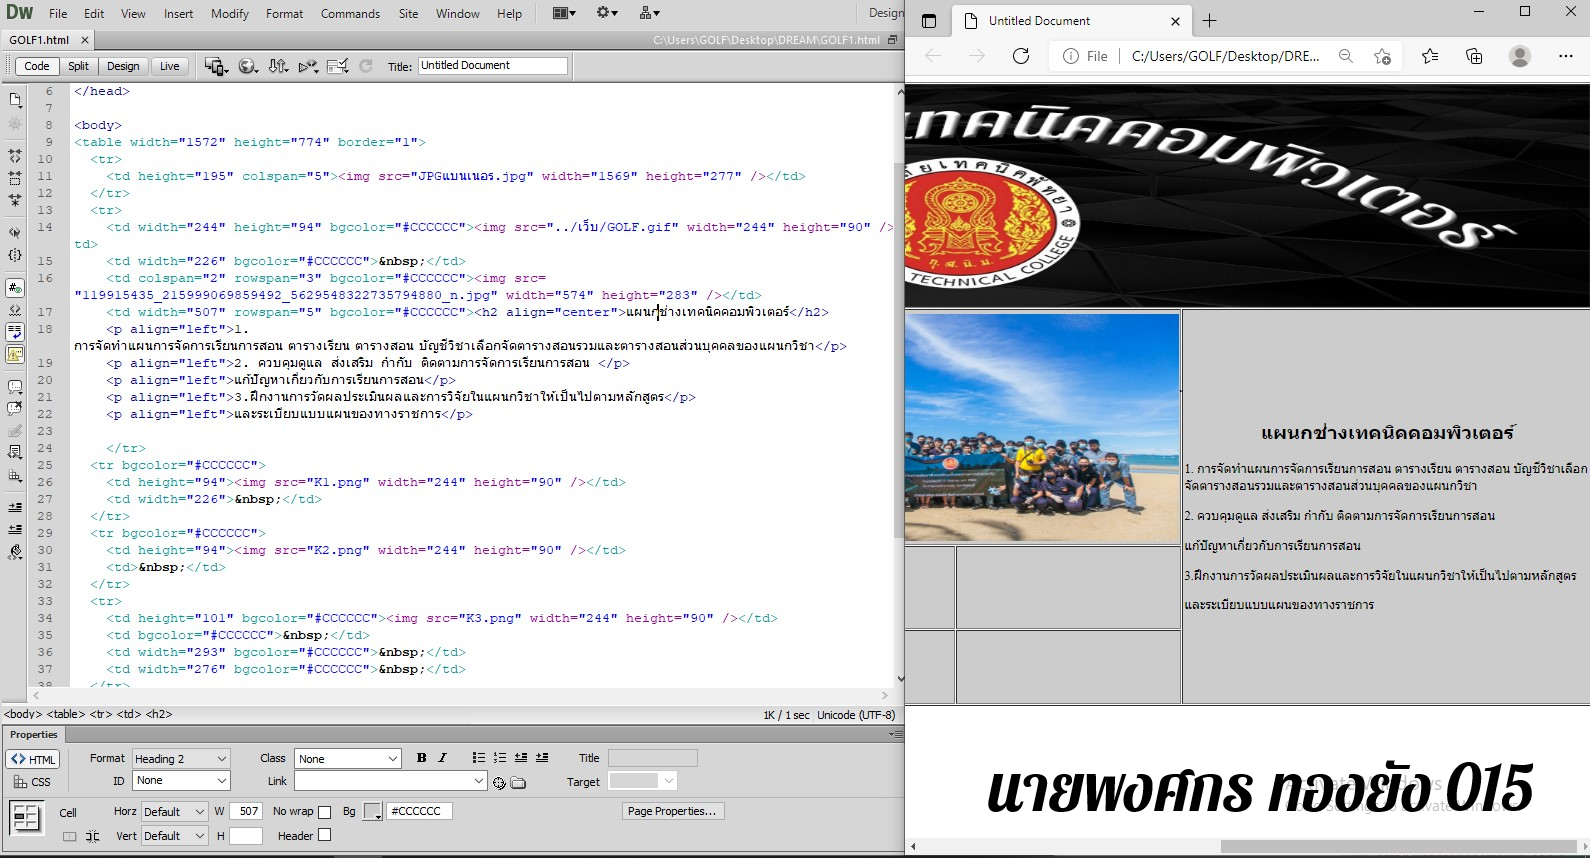 Dw File Edit View Insert Modify Format Commands Site Window Help Design
GOLF1.html C:\Users\GOLF\Desktop\DREAM\GOLF1.html
Code Split Design Live Title: Untitled Document
6 </head>
7
8 <body>
9 <table width="1572" height="774" border="1">
10 <tr>
11 <td height="195" colspan="5"><img src="JPGแบนเนอร.jpg" width="1569" height="277" /></td>
12 </tr>
13 <tr>
14 <td width="244" height="94" bgcolor="#CCCCCC"><img src="../เว็บ/GOLF.gif" width="244" height="90" />
td>
15 <td width="226" bgcolor="#CCCCCC">&nbsp;</td>
16 <td colspan="2" rowspan="3" bgcolor="#CCCCCC"><img src=
"119915435_215999069859492_5629548322735794880_n.jpg" width="574" height="283" /></td>
17 <td width="507" rowspan="5" bgcolor="#CCCCCC"><h2 align="center">แผนกช่างเทคนิคคอมพิวเตอร์</h2>
18 <p align="left">1.
การจัดทำแผนการจัดการเรียนการสอน ตารางเรียน ตารางสอน บัญชีวิชาเลือกจัดตารางสอนรวมและตารางสอนส่วนบุคคลของแผนกวิชา</p>
19 <p align="left">2. ควบคุมดูแล ส่งเสริม กำกับ ติดตามการจัดการเรียนการสอน </p>
20 <p align="left">แก้ปัญหาเกี่ยวกับการเรียนการสอน</p>
21 <p align="left">3.ฝึกงานการวัดผลประเมินผลและการวิจัยในแผนกวิชาให้เป็นไปตามหลักสูตร</p>
22 <p align="left">และระเบียบแบบแผนของทางราชการ</p>
23
24 </tr>
25 <tr bgcolor="#CCCCCC">
26 <td height="94"><img src="K1.png" width="244" height="90" /></td>
27 <td width="226">&nbsp;</td>
28 </tr>
29 <tr bgcolor="#CCCCCC">
30 <td height="94"><img src="K2.png" width="244" height="90" /></td>
31 <td>&nbsp;</td>
32 </tr>
33 <tr>
34 <td height="101" bgcolor="#CCCCCC"><img src="K3.png" width="244" height="90" /></td>
35 <td bgcolor="#CCCCCC">&nbsp;</td>
36 <td width="293" bgcolor="#CCCCCC">&nbsp;</td>
37 <td width="276" bgcolor="#CCCCCC">&nbsp;</td>
38 </tr>
<body> <table> <tr> <td> <h2> 1K / 1 sec Unicode (UTF-8)
Properties
HTML Format Heading 2 Class None B I Title
CSS ID None Link Target
Cell Horz Default W 507 No wrap Bg #CCCCCC Page Properties...
Vert Default H Header
Untitled Document
File C:/Users/GOLF/Desktop/DRE...
เทคนิคคอมพิวเตอร์
ยเทคนิคพัทยา
ก.ส.น.ม.
TECHNICAL COLLEGE
แผนกช่างเทคนิคคอมพิวเตอร์
1. การจัดทำแผนการจัดการเรียนการสอน ตารางเรียน ตารางสอน บัญชีวิชาเลือก
จัดตารางสอนรวมและตารางสอนส่วนบุคคลของแผนกวิชา
2. ควบคุมดูแล ส่งเสริม กำกับ ติดตามการจัดการเรียนการสอน
แก้ปัญหาเกี่ยวกับการเรียนการสอน
3.ฝึกงานการวัดผลประเมินผลและการวิจัยในแผนกวิชาให้เป็นไปตามหลักสูตร
และระเบียบแบบแผนของทางราชการ
นายพงศกร ทองยัง 015